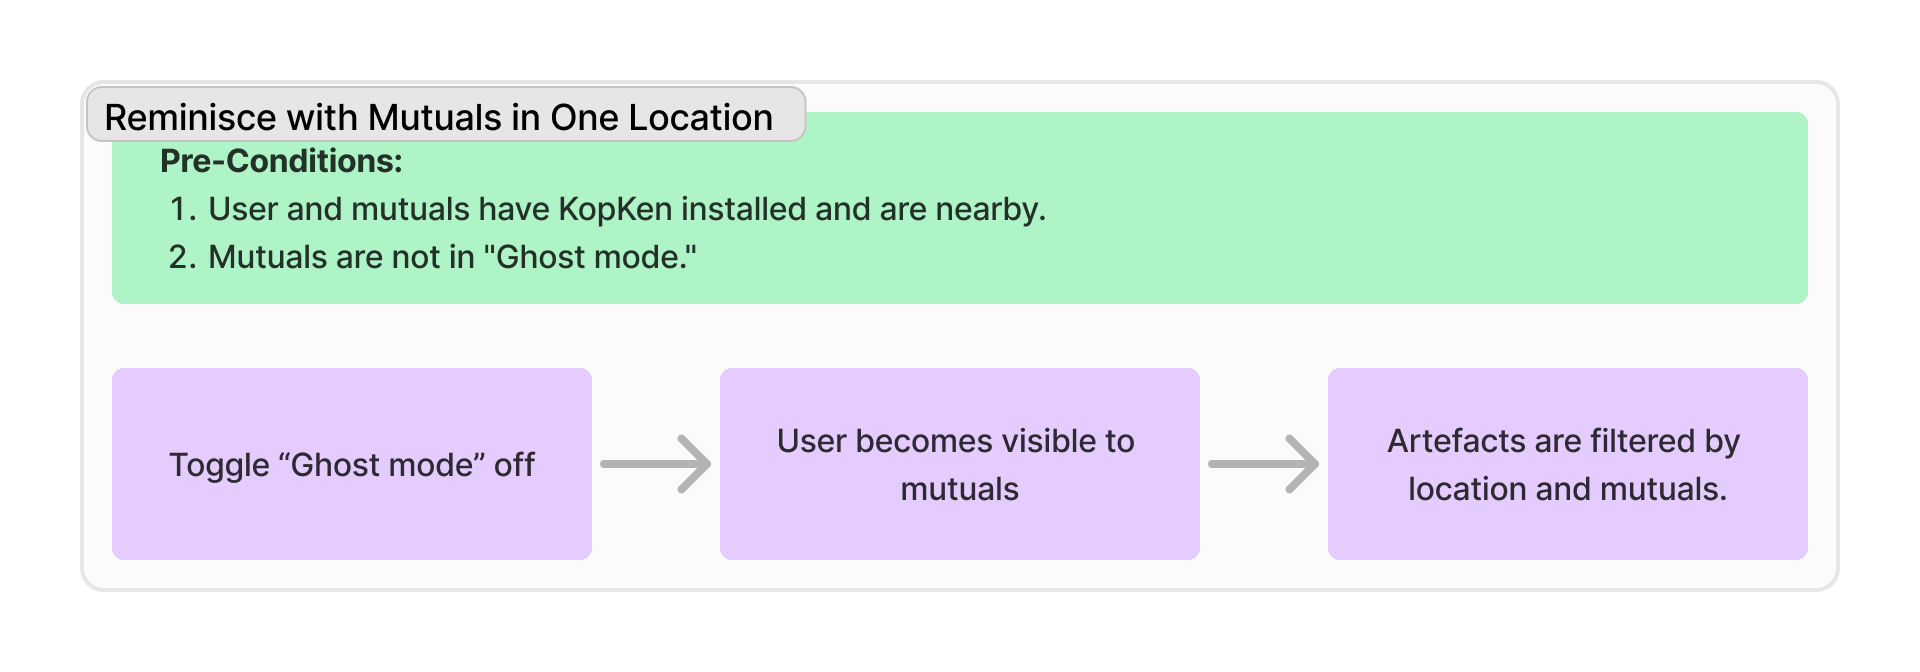 Reminisce with Mutuals in One Location
Pre-Conditions:
1. User and mutuals have KopKen installed and are nearby.
2. Mutuals are not in "Ghost mode."
Toggle “Ghost mode” off
User becomes visible to
mutuals
Artefacts are filtered by
location and mutuals.